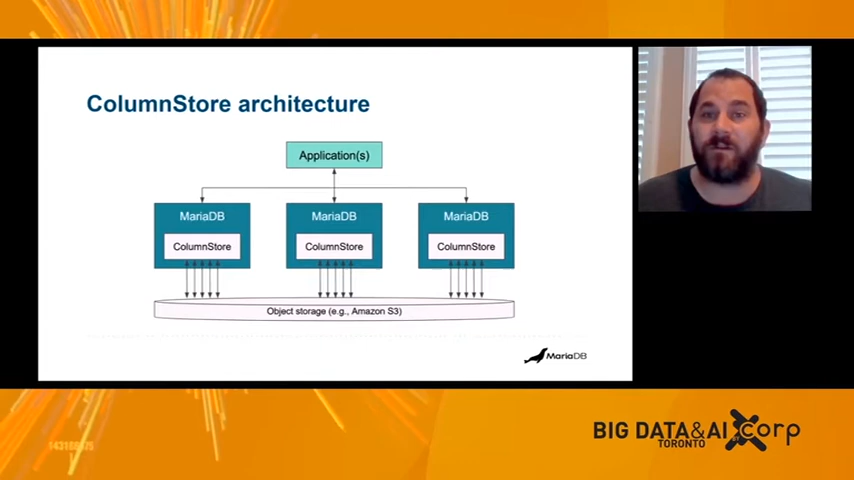 ColumnStore architecture
Application(s)
MariaDB
MariaDB
MariaDB
ColumnStore
ColumnStore
ColumnStore
Object storage (e.g., Amazon S3)
MariaDB
BIG DATA&AI
TORONTO
corp